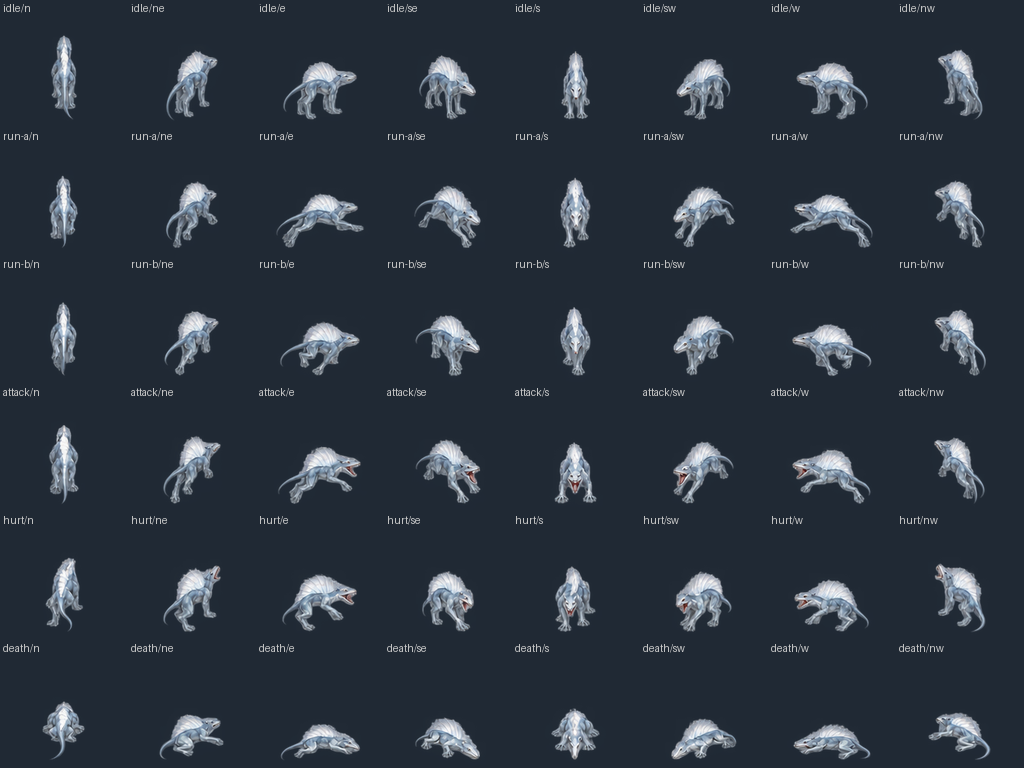 idle/n idle/ne idle/e idle/se idle/s idle/sw idle/w idle/nw
run-a/n run-a/ne run-a/e run-a/se run-a/s run-a/sw run-a/w run-a/nw
run-b/n run-b/ne run-b/e run-b/se run-b/s run-b/sw run-b/w run-b/nw
attack/n attack/ne attack/e attack/se attack/s attack/sw attack/w attack/nw
hurt/n hurt/ne hurt/e hurt/se hurt/s hurt/sw hurt/w hurt/nw
death/n death/ne death/e death/se death/s death/sw death/w death/nw